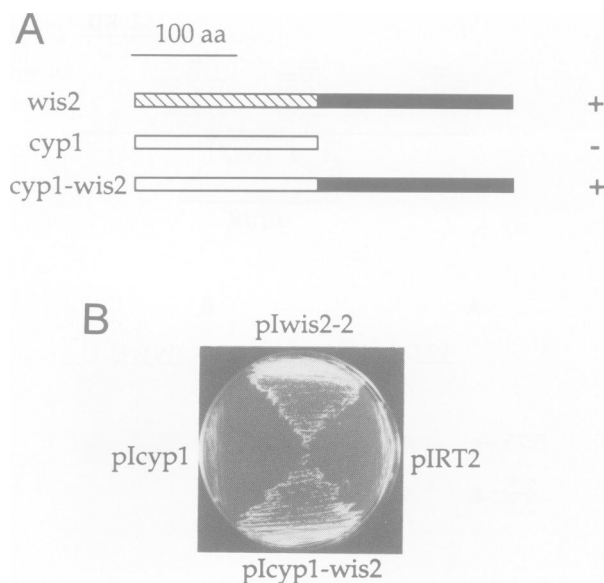 A
100 aa
wis2 +
cyp1 -
cyp1-wis2 +
B
pIwis2-2
pIcyp1
pIRT2
pIcyp1-wis2